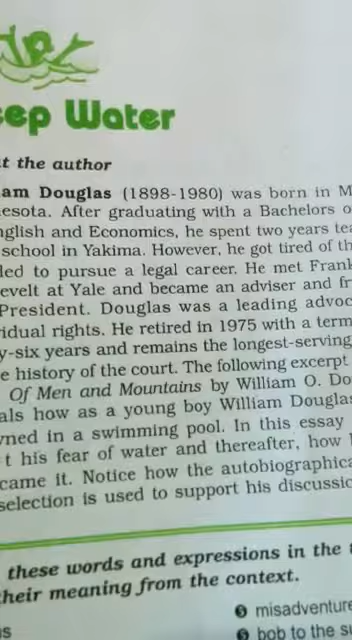 eep Water
t the author
am Douglas (1898-1980) was born in M
esota. After graduating with a Bachelors o
nglish and Economics, he spent two years tea
school in Yakima. However, he got tired of th
led to pursue a legal career. He met Frank
evelt at Yale and became an adviser and fr
President. Douglas was a leading advoc
vidual rights. He retired in 1975 with a term
y-six years and remains the longest-serving
e history of the court. The following excerpt
Of Men and Mountains by William O. Do
als how as a young boy William Douglas
wned in a swimming pool. In this essay
t his fear of water and thereafter, how
came it. Notice how the autobiographica
selection is used to support his discussio
these words and expressions in the
heir meaning from the context.
misadventure
bob to the su